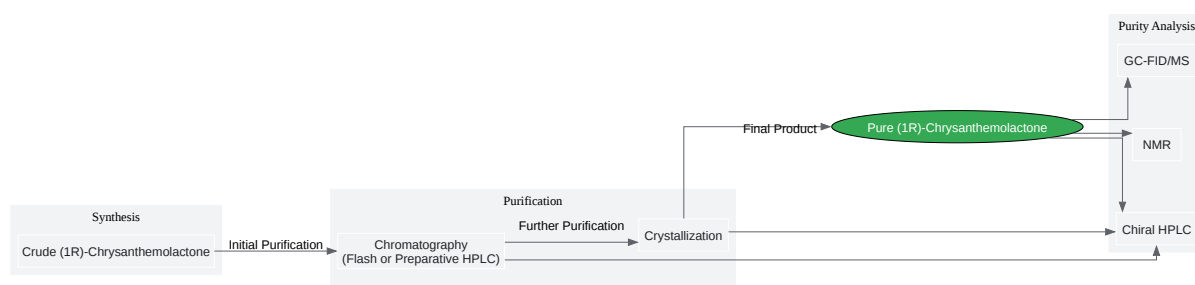 Synthesis
Crude (1R)-Chrysanthemolactone
Initial Purification
Purification
Chromatography
(Flash or Preparative HPLC)
Further Purification
Crystallization
Final Product
Pure (1R)-Chrysanthemolactone
Purity Analysis
GC-FID/MS
NMR
Chiral HPLC